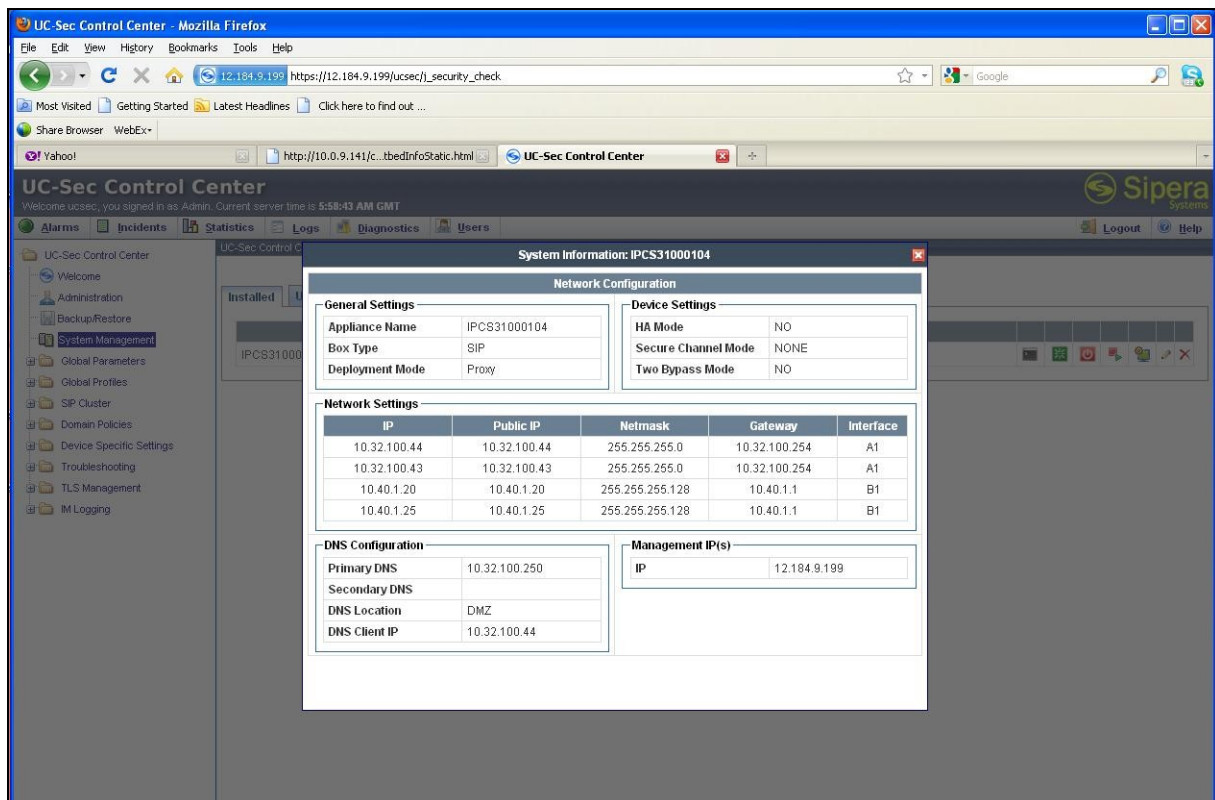 UC-Sec Control Center - Mozilla Firefox
File Edit View History Bookmarks Tools Help
12.184.9.199 https://12.184.9.199/ucsec/j_security_check
Google
Most Visited Getting Started Latest Headlines Click here to find out ...
Share Browser WebEx
Yahoo! http://10.0.9.141/c...tbedInfoStatic.html UC-Sec Control Center
UC-Sec Control Center
Welcome ucsec, you signed in as Admin. Current server time is 5:58:43 AM GMT
Sipera
Systems
Alarms Incidents Statistics Logs Diagnostics Users Logout Help
UC-Sec Control Center
Welcome
Administration
Backup/Restore
System Management
Global Parameters
Global Profiles
SIP Cluster
Domain Policies
Device Specific Settings
Troubleshooting
TLS Management
IM Logging
UC-Sec Control C
Installed U
IPCS31000
System Information: IPCS31000104
Network Configuration
General Settings
Appliance Name IPCS31000104
Box Type SIP
Deployment Mode Proxy
Device Settings
HA Mode NO
Secure Channel Mode NONE
Two Bypass Mode NO
Network Settings
IP Public IP Netmask Gateway Interface
10.32.100.44 10.32.100.44 255.255.255.0 10.32.100.254 A1
10.32.100.43 10.32.100.43 255.255.255.0 10.32.100.254 A1
10.40.1.20 10.40.1.20 255.255.255.128 10.40.1.1 B1
10.40.1.25 10.40.1.25 255.255.255.128 10.40.1.1 B1
DNS Configuration
Primary DNS 10.32.100.250
Secondary DNS
DNS Location DMZ
DNS Client IP 10.32.100.44
Management IP(s)
IP 12.184.9.199